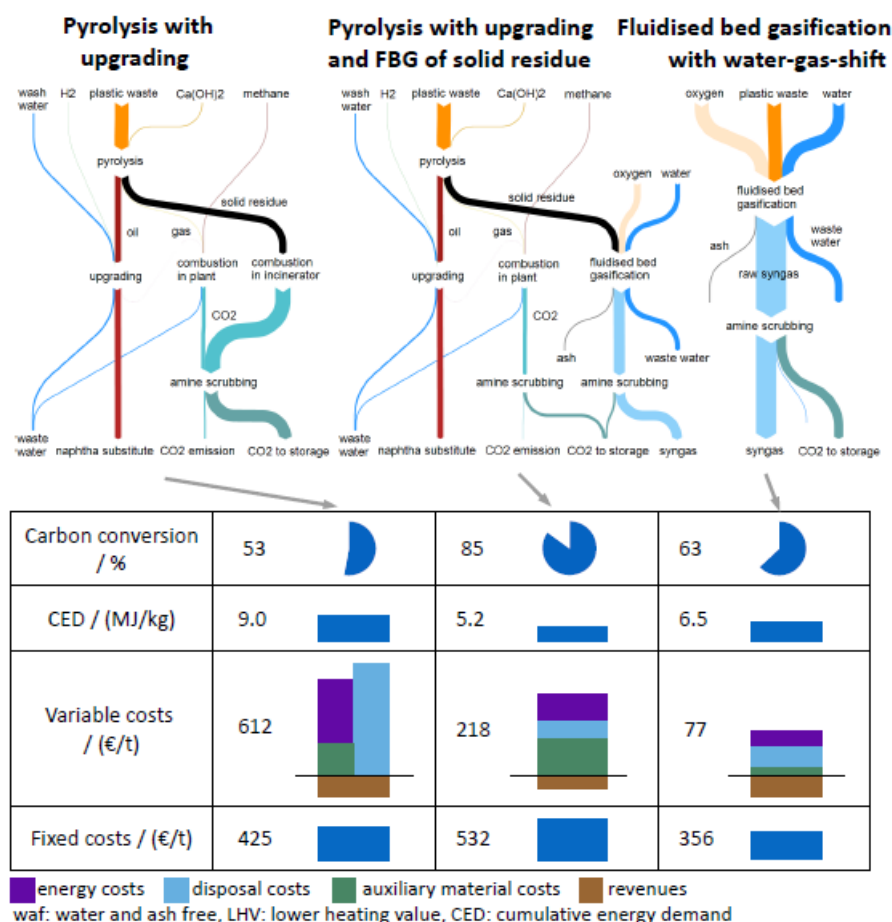 Pyrolysis with
upgrading
Pyrolysis with upgrading
and FBG of solid residue
Fluidised bed gasification
with water-gas-shift
wash
water
H2
plastic waste
Ca(OH)2
methane
pyrolysis
solid residue
oil
gas
upgrading
combustion
in plant
combustion
in incinerator
CO2
amine scrubbing
waste
water
naphtha substitute
CO2 emission
CO2 to storage
wash
water
H2
plastic waste
Ca(OH)2
methane
pyrolysis
oxygen
water
solid residue
oil
gas
upgrading
combustion
in plant
fluidised bed
gasification
CO2
ash
waste water
amine scrubbing
amine scrubbing
waste
water
naphtha substitute
CO2 emission
CO2 to storage
syngas
oxygen
plastic waste
water
fluidised bed
gasification
ash
waste
water
raw syngas
amine scrubbing
syngas
CO2 to storage
Carbon conversion
/ %
53
85
63
CED / (MJ/kg)
9.0
5.2
6.5
Variable costs
/ (€/t)
612
218
77
Fixed costs / (€/t)
425
532
356
energy costs
disposal costs
auxiliary material costs
revenues
waf: water and ash free, LHV: lower heating value, CED: cumulative energy demand